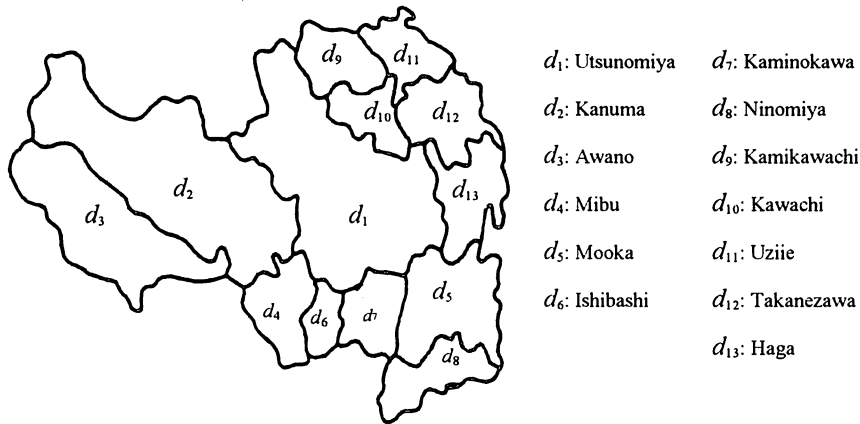 d9
d11
d10
d12
d2
d13
d3
d1
d5
d4
d6
d7
d8
d1: Utsunomiya
d2: Kanuma
d3: Awano
d4: Mibu
d5: Mooka
d6: Ishibashi
d7: Kaminokawa
d8: Ninomiya
d9: Kamikawachi
d10: Kawachi
d11: Uziie
d12: Takanezawa
d13: Haga